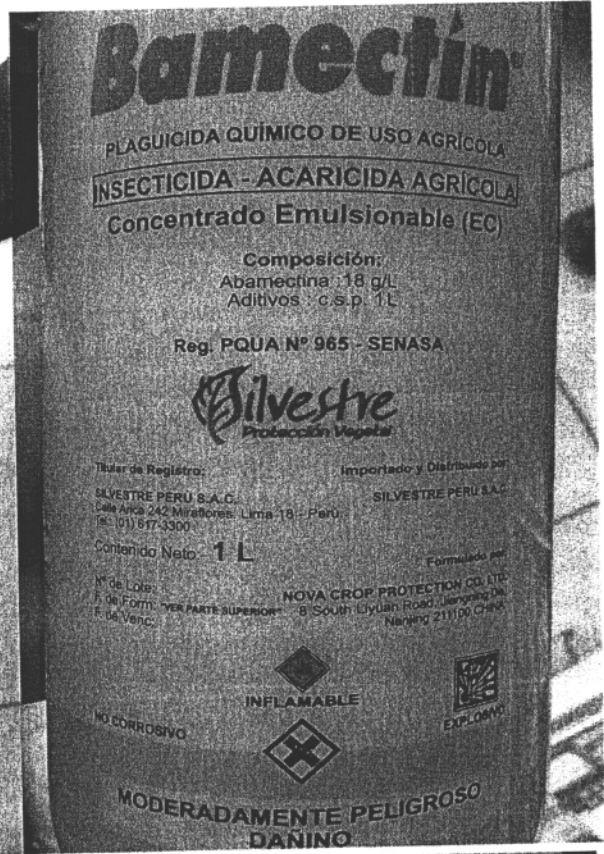 Bamectín®
PLAGUICIDA QUÍMICO DE USO AGRÍCOLA
INSECTICIDA - ACARICIDA AGRÍCOLA
Concentrado Emulsionable (EC)
Composición:
Abamectina : 18 g/L
Aditivos : c.s.p. 1 L
Reg. PQUA Nº 965 - SENASA
Silvestre
Protección Vegetal
Titular de Registro:
SILVESTRE PERÚ S.A.C.
Calle Arica 242 Miraflores, Lima 18 - Perú
Tel.: (01) 617-3300
Importado y Distribuido por:
SILVESTRE PERÚ S.A.C.
Contenido Neto: 1 L
Formulado por:
NOVA CROP PROTECTION CO. LTD.
8 South Liyuan Road, Jiangning De.
Nanjing 211100 CHINA
Nº de Lote:
F. de Form: "VER PARTE SUPERIOR"
F. de Venc:
INFLAMABLE
EXPLOSIVO
NO CORROSIVO
MODERADAMENTE PELIGROSO
DAÑINO